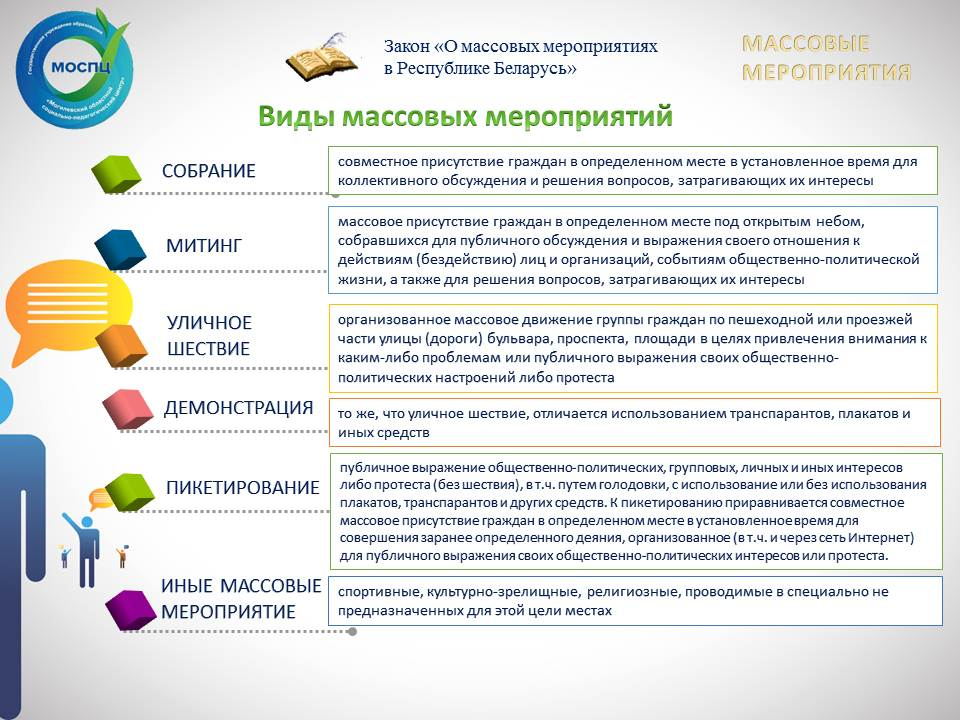 Государственное учреждение образования
МОСПЦ
«Могилевский областной
социально-педагогический центр»
Закон «О массовых мероприятиях
в Республике Беларусь»
МАССОВЫЕ
МЕРОПРИЯТИЯ
Виды массовых мероприятий
СОБРАНИЕ
совместное присутствие граждан в определенном месте в установленное время для
коллективного обсуждения и решения вопросов, затрагивающих их интересы
МИТИНГ
массовое присутствие граждан в определенном месте под открытым небом,
собравшихся для публичного обсуждения и выражения своего отношения к
действиям (бездействию) лиц и организаций, событиям общественно-политической
жизни, а также для решения вопросов, затрагивающих их интересы
УЛИЧНОЕ
ШЕСТВИЕ
организованное массовое движение группы граждан по пешеходной или проезжей
части улицы (дороги) бульвара, проспекта, площади в целях привлечения внимания к
каким-либо проблемам или публичного выражения своих общественно-
политических настроений либо протеста
ДЕМОНСТРАЦИЯ
то же, что уличное шествие, отличается использованием транспарантов, плакатов и
иных средств
ПИКЕТИРОВАНИЕ
публичное выражение общественно-политических, групповых, личных и иных интересов
либо протеста (без шествия), в т.ч. путем голодовки, с использование или без использования
плакатов, транспарантов и других средств. К пикетированию приравнивается совместное
массовое присутствие граждан в определенном месте в установленное время для
совершения заранее определенного деяния, организованное (в т.ч. и через сеть Интернет)
для публичного выражения своих общественно-политических интересов или протеста.
ИНЫЕ МАССОВЫЕ
МЕРОПРИЯТИЕ
спортивные, культурно-зрелищные, религиозные, проводимые в специально не
предназначенных для этой цели местах